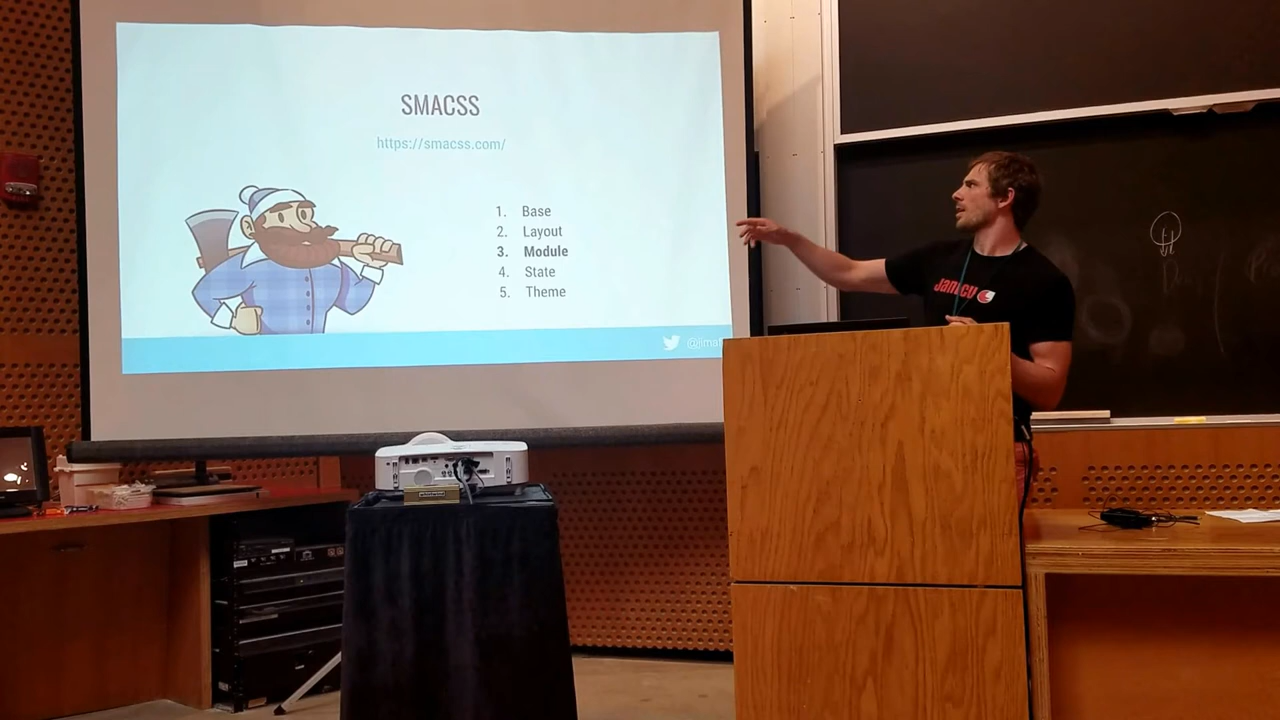 SMACSS
https://smacss.com/
1. Base
2. Layout
3. Module
4. State
5. Theme